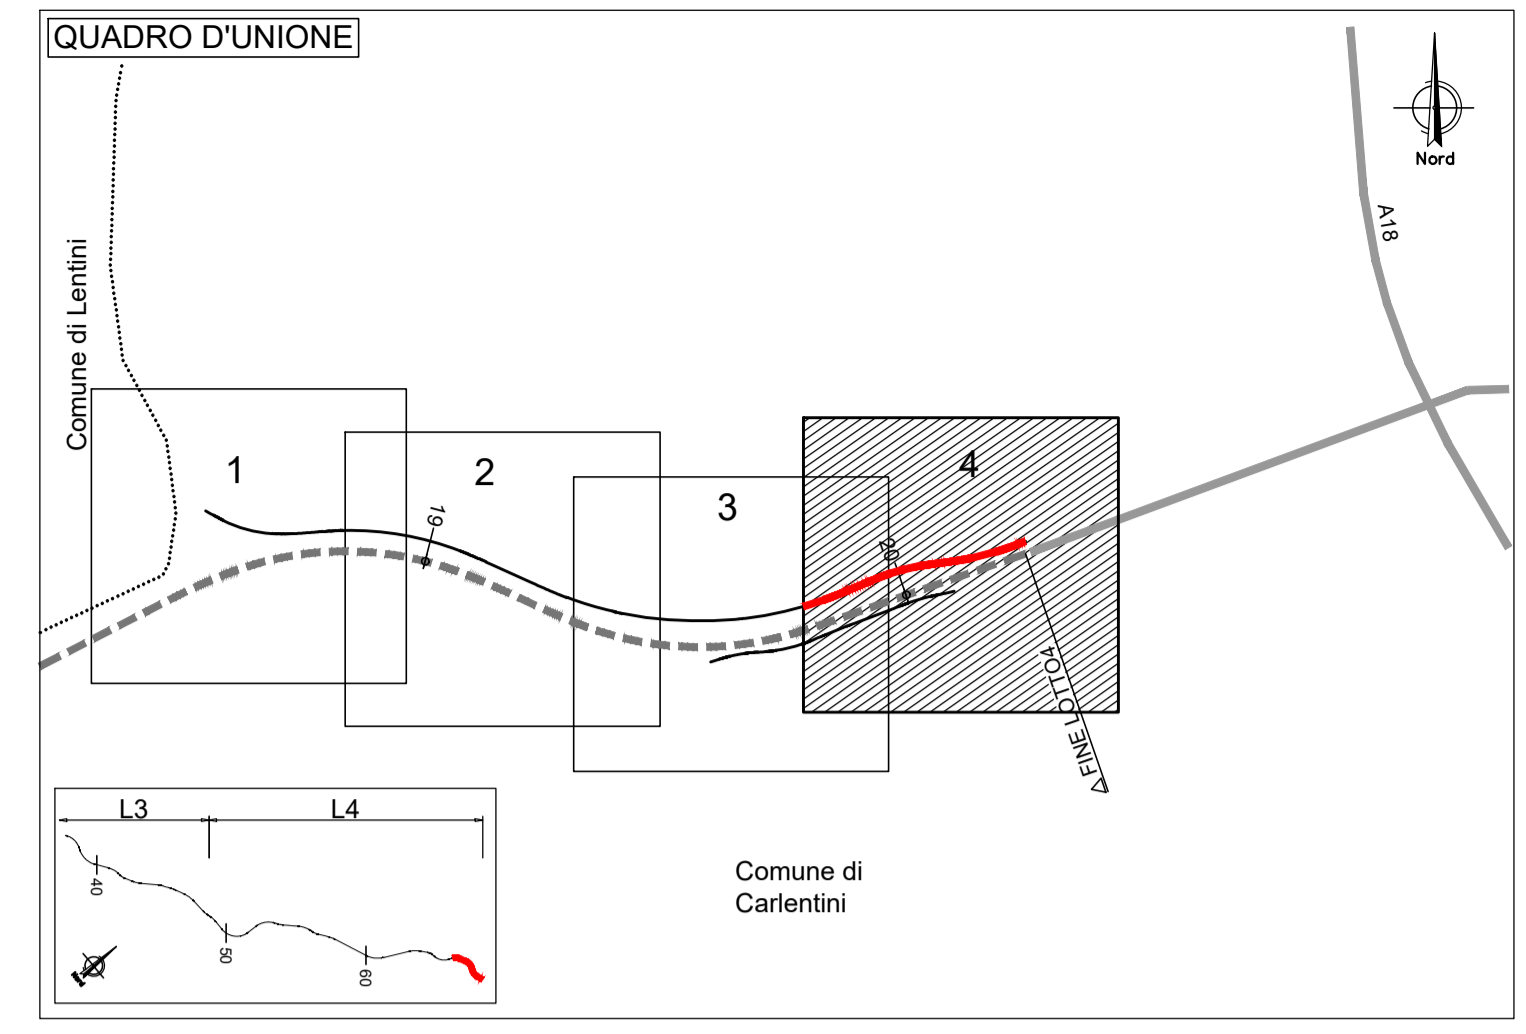 QUADRO D'UNIONE
Nord
A18
Comune di Lentini
1
2
3
4
19
20
FINE LOTTO4
L3
L4
40
50
60
Nord
Comune di
Carlentini